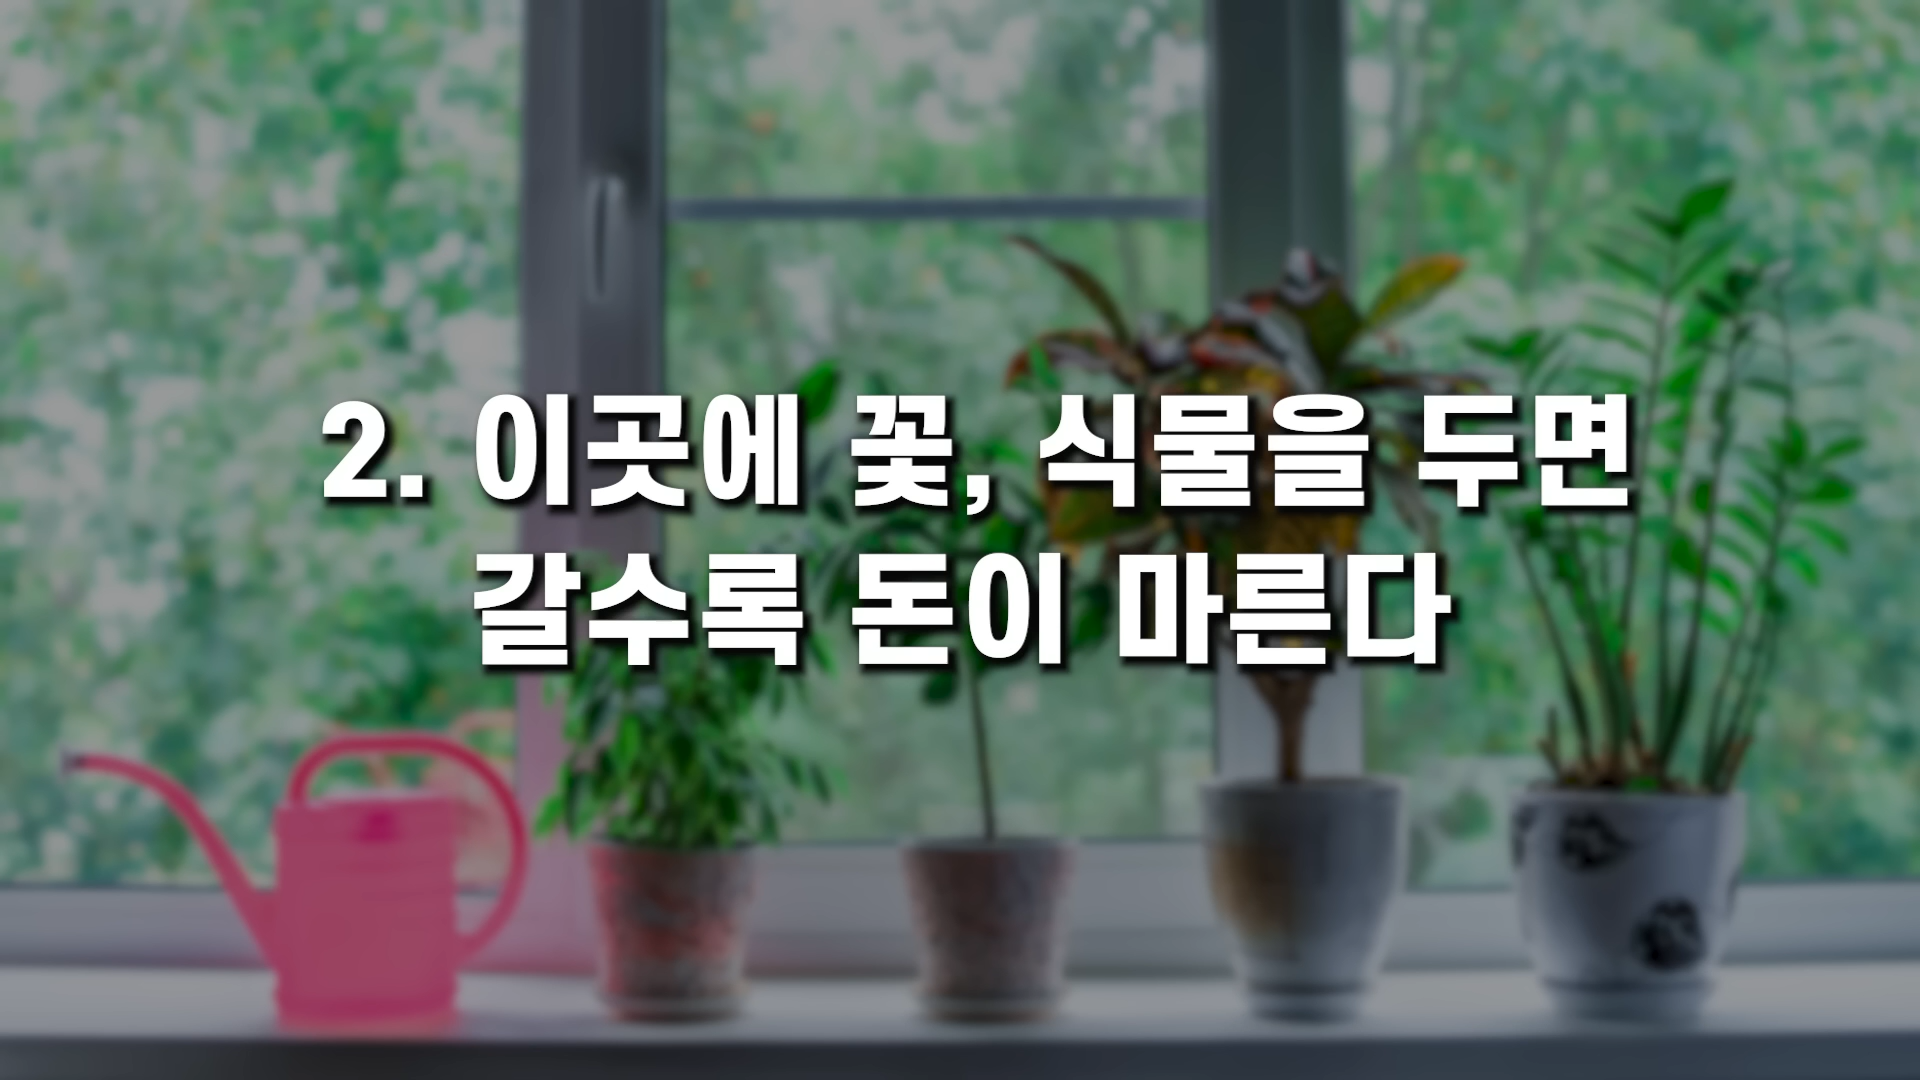 2. 이곳에 꽃, 식물을 두면
갈수록 돈이 마른다